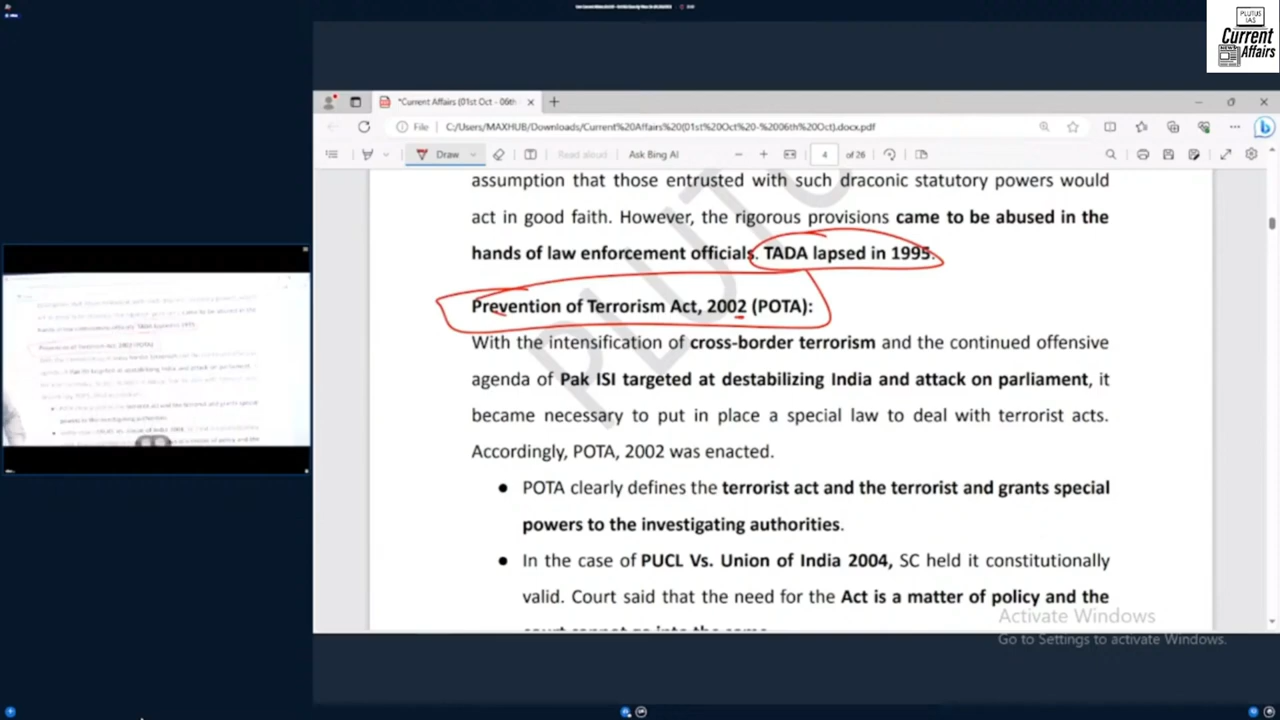 PLUTUS
IAS
Current
NEWS
Affairs
*Current Affairs (01st Oct - 06th
File
C:/Users/MAXHUB/Downloads/Current%20Affairs%20(01st%20Oct%20-%2006th%20Oct).docx.pdf
Draw
Read aloud
Ask Bing AI
4
of 26
assumption that those entrusted with such draconic statutory powers would
act in good faith. However, the rigorous provisions came to be abused in the
hands of law enforcement officials. TADA lapsed in 1995.
Prevention of Terrorism Act, 2002 (POTA):
With the intensification of cross-border terrorism and the continued offensive
agenda of Pak ISI targeted at destabilizing India and attack on parliament, it
became necessary to put in place a special law to deal with terrorist acts.
Accordingly, POTA, 2002 was enacted.
● POTA clearly defines the terrorist act and the terrorist and grants special
powers to the investigating authorities.
● In the case of PUCL Vs. Union of India 2004, SC held it constitutionally
valid. Court said that the need for the Act is a matter of policy and the
court cannot go into the same.
PLUTU
Activate Windows
Go to Settings to activate Windows.